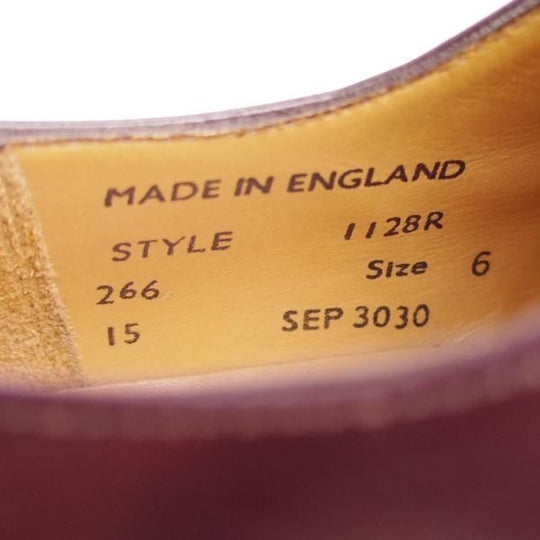 MADE IN ENGLAND
STYLE 1128R
266 Size 6
15 SEP 3030